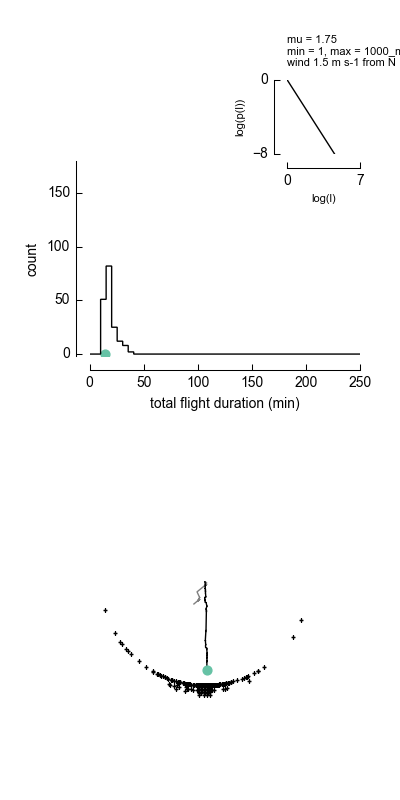 mu = 1.75
min = 1, max = 1000_m
wind 1.5 m s-1 from N
0
log(p(l))
−8
0 7
log(l)
150
100
count
50
0
0 50 100 150 200 250
total flight duration (min)